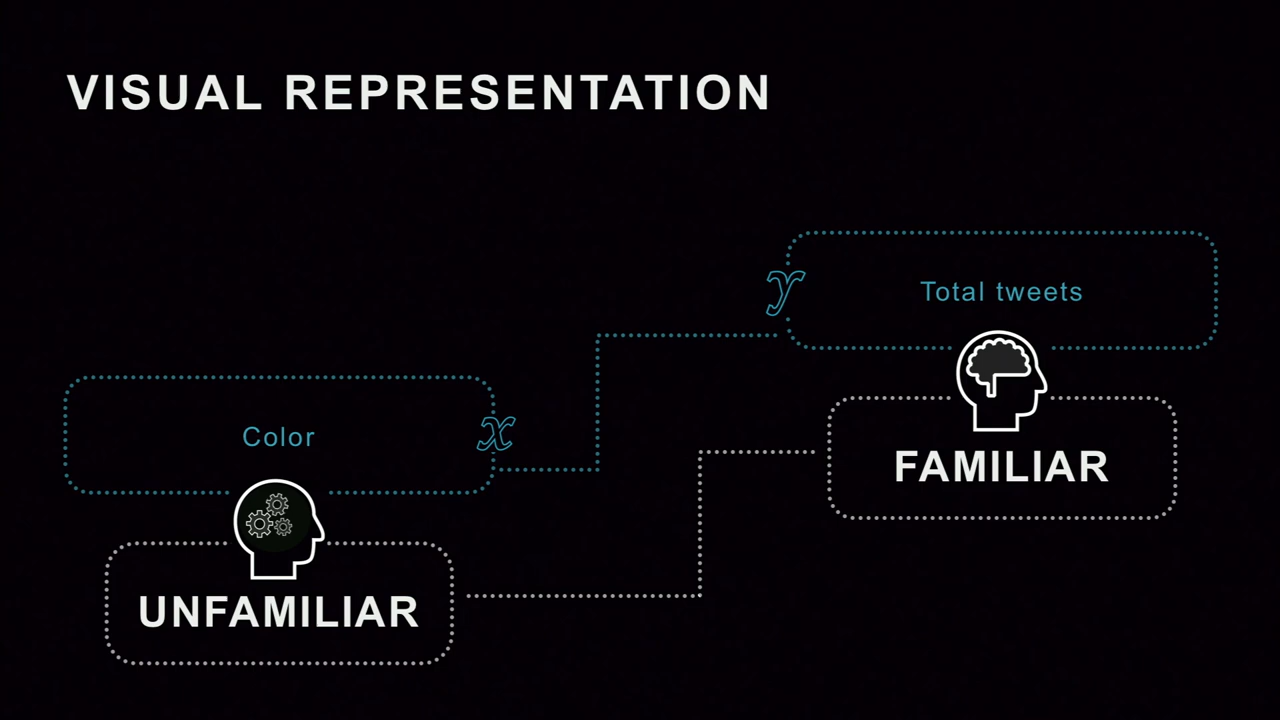 VISUAL REPRESENTATION
y
Total tweets
x
Color
FAMILIAR
UNFAMILIAR